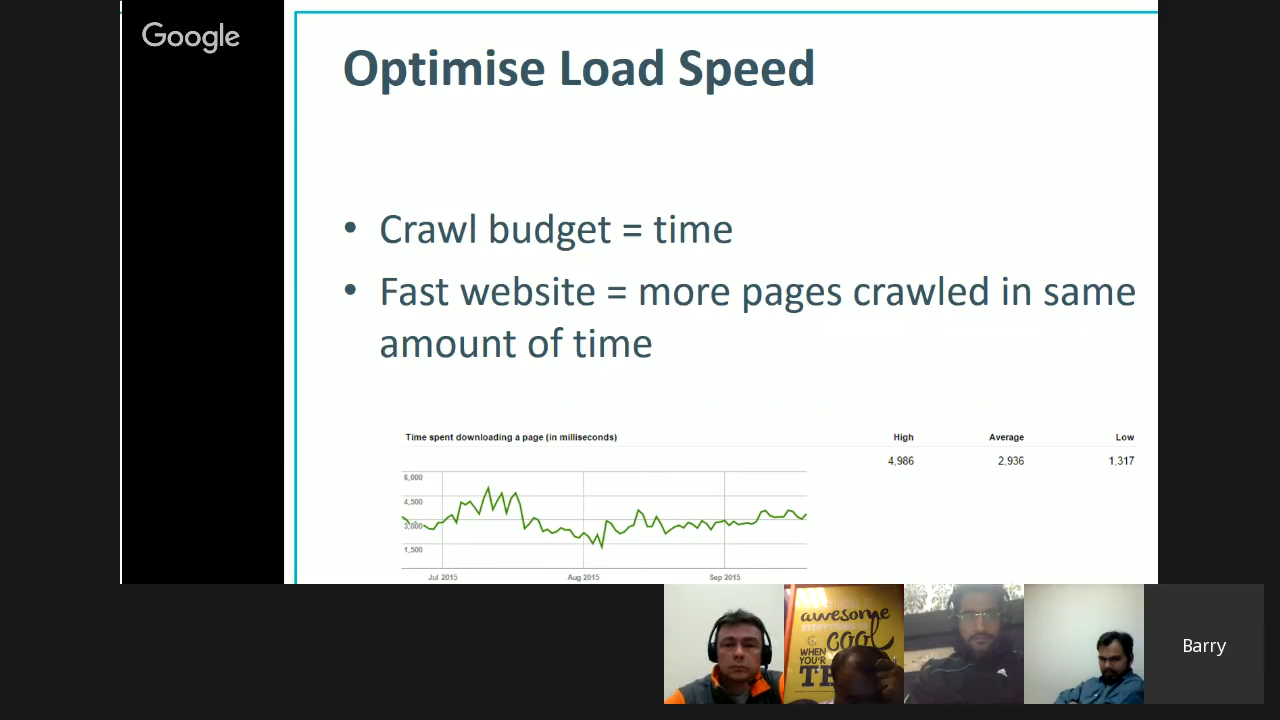 Google
Optimise Load Speed
• Crawl budget = time
• Fast website = more pages crawled in same
amount of time
Time spent downloading a page (in milliseconds)
High Average Low
4,986 2,936 1,317
6,000
4,500
3,000
1,500
Jul 2015 Aug 2015 Sep 2015
awesome
cool
WHEN
YOU'R
Barry